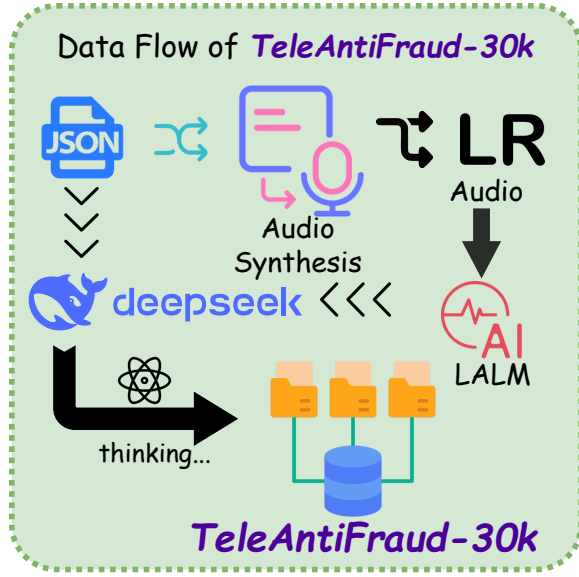 Data Flow of TeleAntiFraud-30k
JSON
LR
Audio
Audio
Synthesis
deepseek
AI
LALM
thinking...
TeleAntiFraud-30k